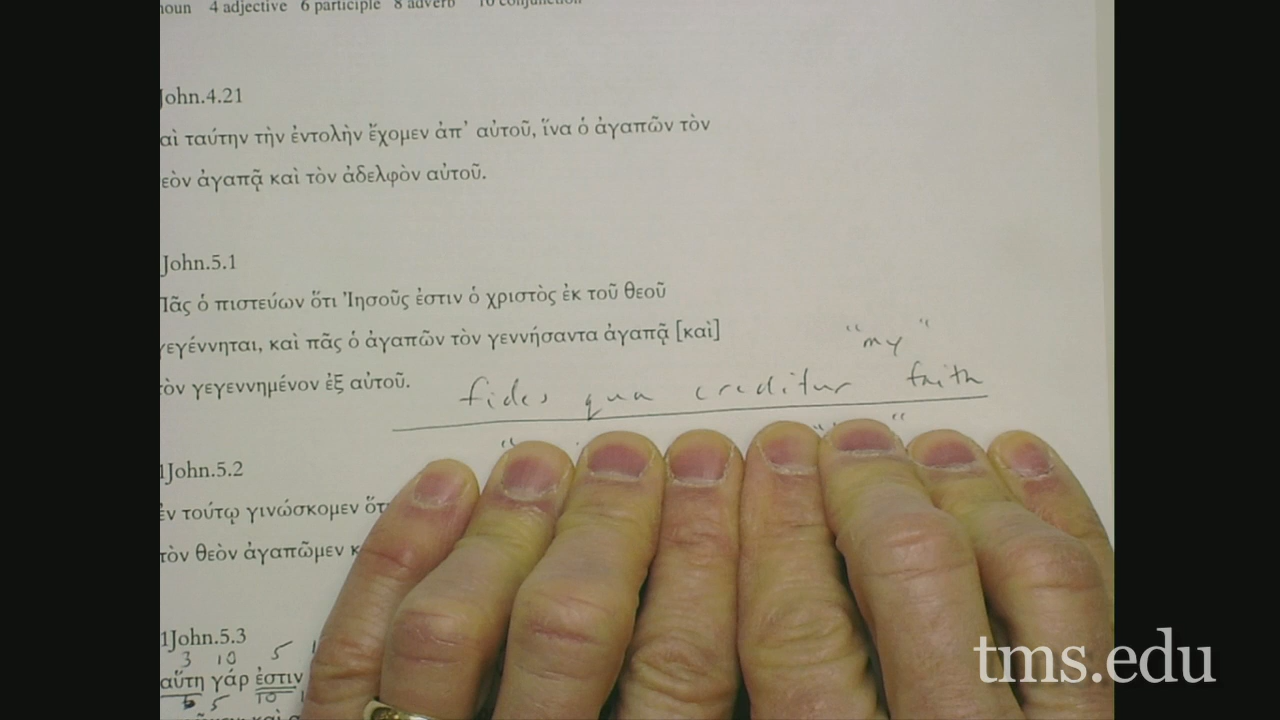 noun 4 adjective 6 participle 8 adverb 10 conjunction
John.4.21
αὶ ταύτην τὴν ἐντολὴν ἔχομεν ἀπ’ αὐτοῦ, ἵνα ὁ ἀγαπῶν τὸν
εὸν ἀγαπᾷ καὶ τὸν ἀδελφὸν αὐτοῦ.
John.5.1
Πᾶς ὁ πιστεύων ὅτι Ἰησοῦς ἐστιν ὁ χριστὸς ἐκ τοῦ θεοῦ
γεγέννηται, καὶ πᾶς ὁ ἀγαπῶν τὸν γεννήσαντα ἀγαπᾷ [καὶ]
τὸν γεγεννημένον ἐξ αὐτοῦ.
"my"
fides qua creditur faith
1John.5.2
ἐν τούτῳ γινώσκομεν ὅτ
τὸν θεὸν ἀγαπῶμεν κ
1John.5.3
3 10 5
αὕτη γάρ ἐστιν
6 5 10
tms.edu